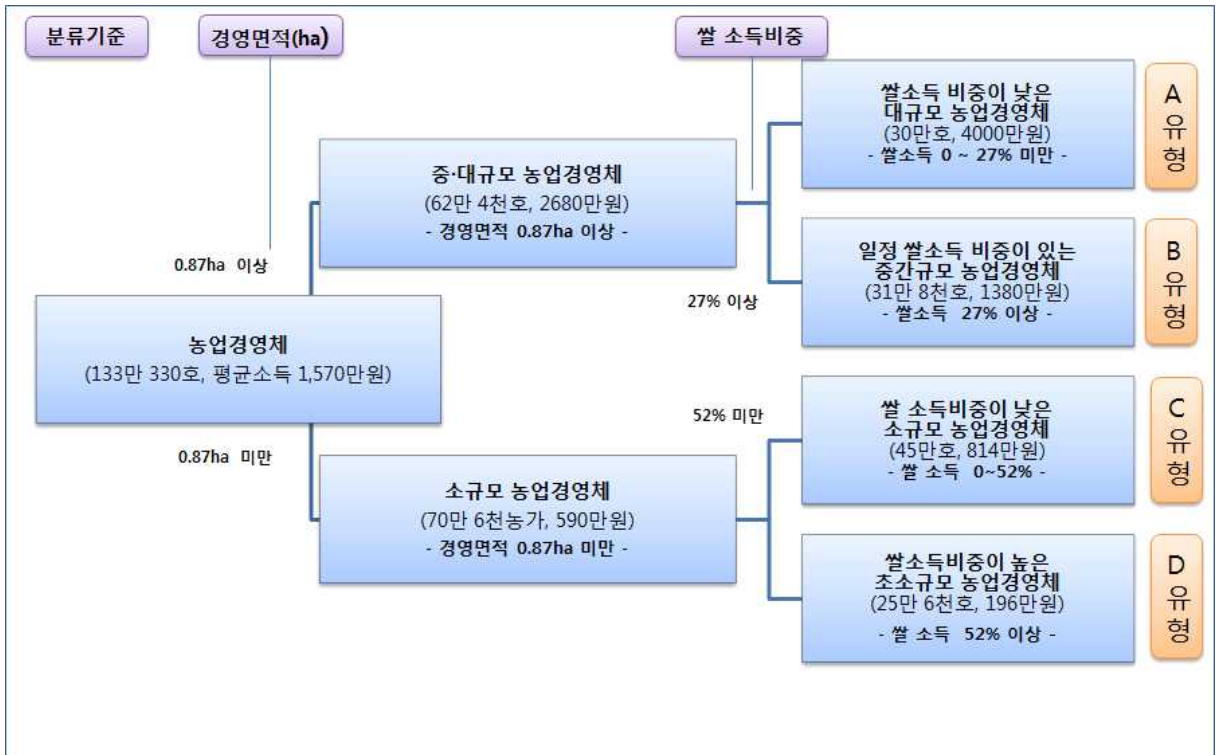 분류기준
경영면적(ha)
쌀 소득비중
쌀소득 비중이 낮은
대규모 농업경영체
(30만호, 4000만원)
- 쌀소득 0 ~ 27% 미만 -
A
유
형
중·대규모 농업경영체
(62만 4천호, 2680만원)
- 경영면적 0.87ha 이상 -
0.87ha 이상
27% 이상
일정 쌀소득 비중이 있는
중간규모 농업경영체
(31만 8천호, 1380만원)
- 쌀소득 27% 이상 -
B
유
형
농업경영체
(133만 330호, 평균소득 1,570만원)
0.87ha 미만
52% 미만
쌀 소득비중이 낮은
소규모 농업경영체
(45만호, 814만원)
- 쌀 소득 0~52% -
C
유
형
소규모 농업경영체
(70만 6천농가, 590만원)
- 경영면적 0.87ha 미만 -
쌀소득비중이 높은
초소규모 농업경영체
(25만 6천호, 196만원)
- 쌀 소득 52% 이상 -
D
유
형